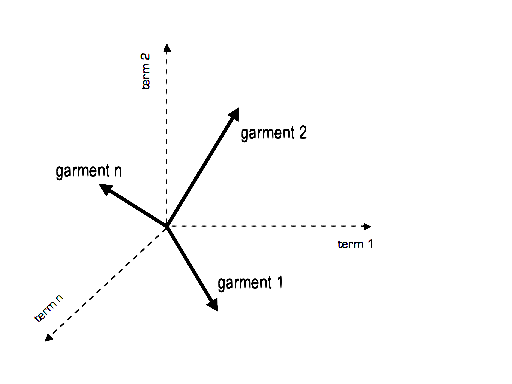 term 2
garment 2
garment n
term 1
garment 1
term n